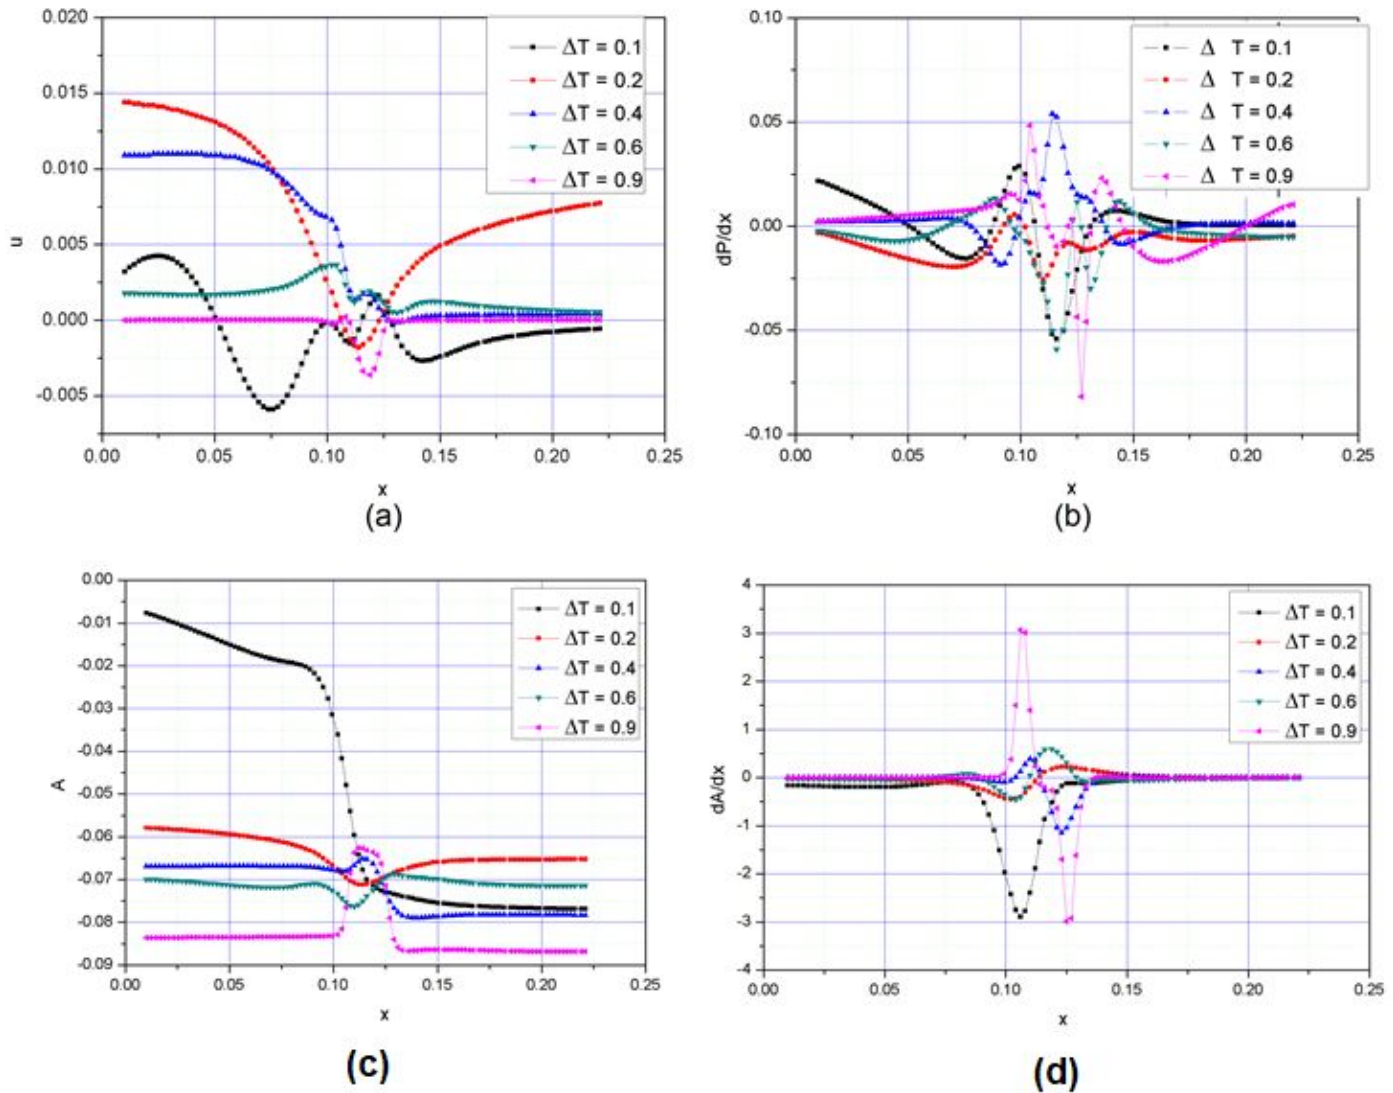 0.020
0.015
0.010
0.005
0.000
-0.005
u
0.00 0.05 0.10 0.15 0.20 0.25
x
ΔT = 0.1
ΔT = 0.2
ΔT = 0.4
ΔT = 0.6
ΔT = 0.9
(a)
0.10
0.05
0.00
-0.05
-0.10
dP/dx
0.00 0.05 0.10 0.15 0.20 0.25
x
Δ T = 0.1
Δ T = 0.2
Δ T = 0.4
Δ T = 0.6
Δ T = 0.9
(b)
0.00
-0.01
-0.02
-0.03
-0.04
-0.05
-0.06
-0.07
-0.08
-0.09
A
0.00 0.05 0.10 0.15 0.20 0.25
x
ΔT = 0.1
ΔT = 0.2
ΔT = 0.4
ΔT = 0.6
ΔT = 0.9
(c)
4
3
2
1
0
-1
-2
-3
-4
dA/dx
0.00 0.05 0.10 0.15 0.20 0.25
x
ΔT = 0.1
ΔT = 0.2
ΔT = 0.4
ΔT = 0.6
ΔT = 0.9
(d)